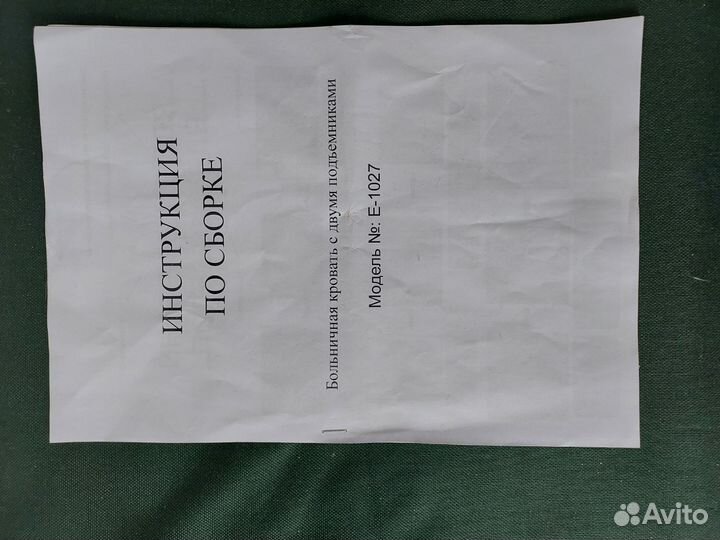 ИНСТРУКЦИЯ
ПО СБОРКЕ
Больничная кровать с двумя подъемниками
Модель №: E-1027
Avito